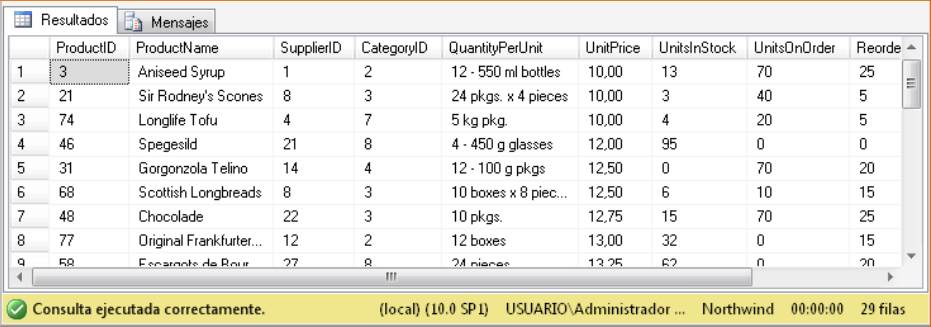 Resultados Mensajes
ProductID ProductName SupplierID CategoryID QuantityPerUnit UnitPrice UnitsInStock UnitsOnOrder Reorde
1 3 Aniseed Syrup 1 2 12 - 550 ml bottles 10,00 13 70 25
2 21 Sir Rodney's Scones 8 3 24 pkgs. x 4 pieces 10,00 3 40 5
3 74 Longlife Tofu 4 7 5 kg pkg. 10,00 4 20 5
4 46 Spegesild 21 8 4 - 450 g glasses 12,00 95 0 0
5 31 Gorgonzola Telino 14 4 12 - 100 g pkgs 12,50 0 70 20
6 68 Scottish Longbreads 8 3 10 boxes x 8 piec... 12,50 6 10 15
7 48 Chocolade 22 3 10 pkgs. 12,75 15 70 25
8 77 Original Frankfurter... 12 2 12 boxes 13,00 32 0 15
9 58 Escargots de Bour 27 8 24 pieces 13,25 62 0 20
Consulta ejecutada correctamente. (local) (10.0 SP1) USUARIO\Administrador ... Northwind 00:00:00 29 filas